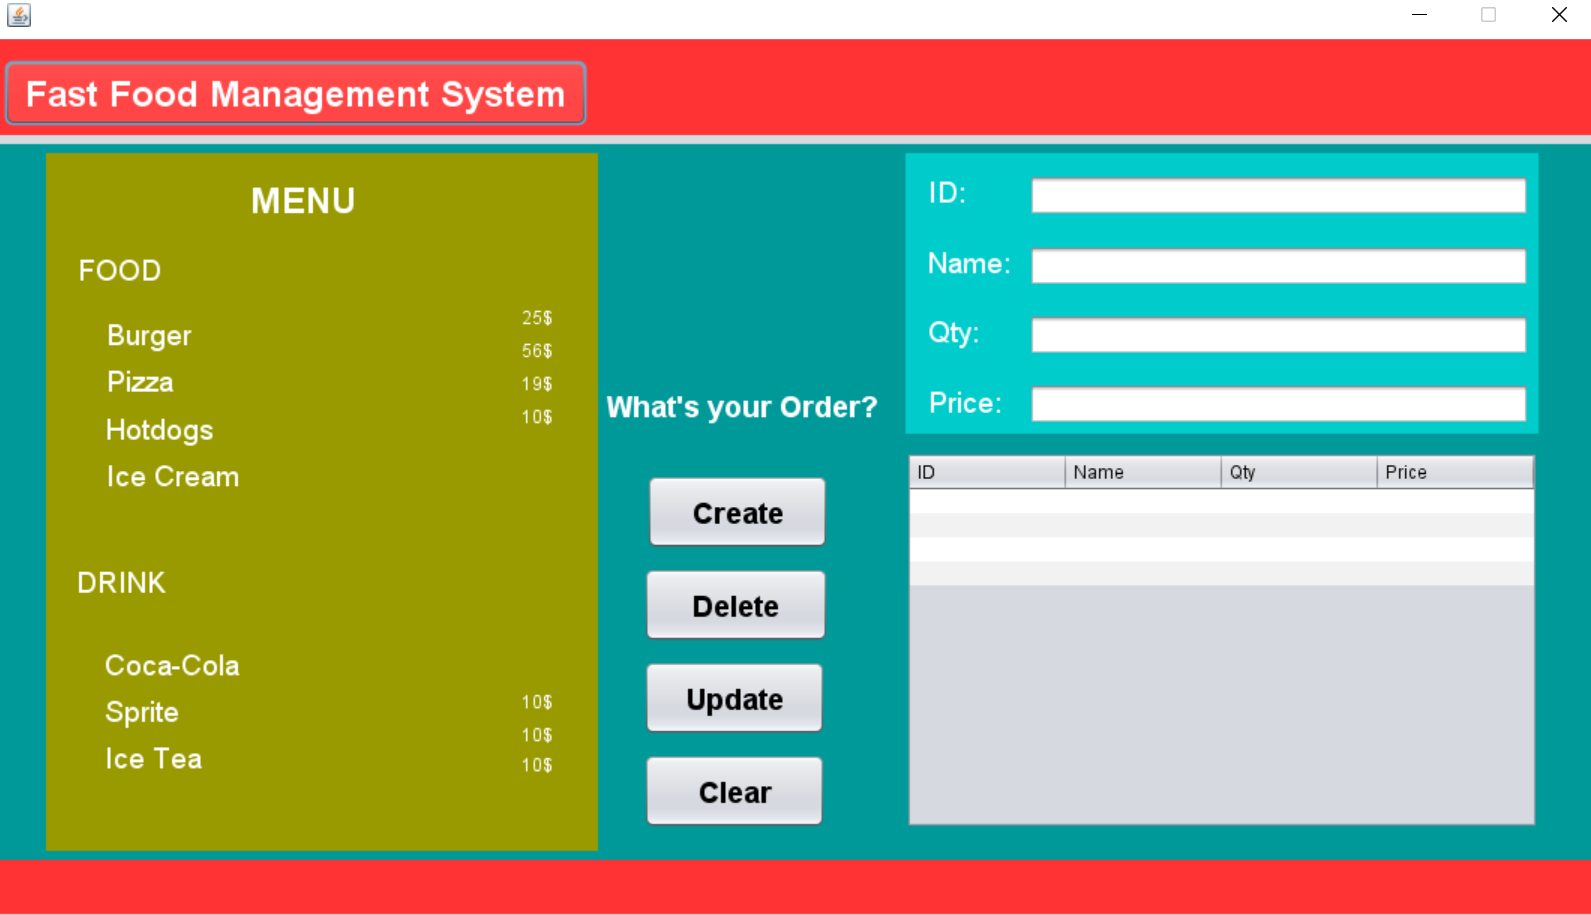 Fast Food Management System
MENU
FOOD
Burger
Pizza
Hotdogs
Ice Cream
25$
56$
19$
10$
DRINK
Coca-Cola
Sprite
Ice Tea
10$
10$
10$
What's your Order?
Create
Delete
Update
Clear
ID:
Name:
Qty:
Price:
ID Name Qty Price